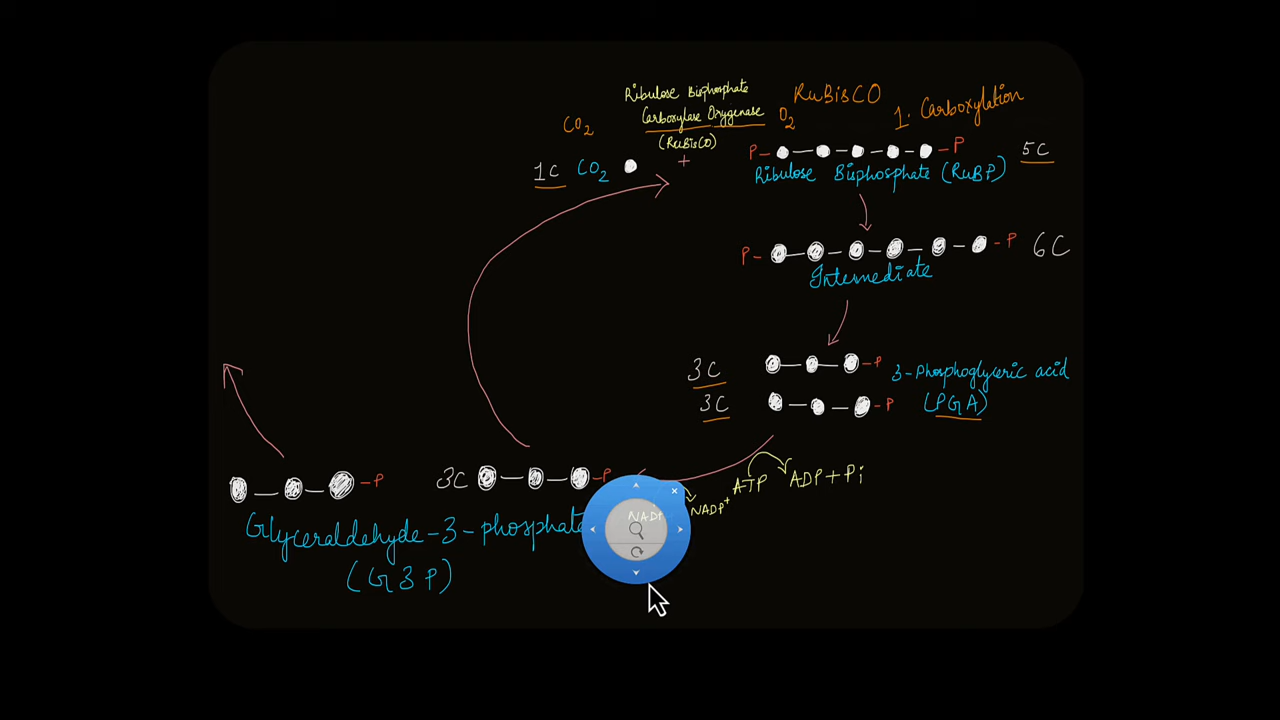 Ribulose Bisphosphate
Carboxylase Oxygenase
(RuBisCO)
CO2
O2
RuBisCO
1. Carboxylation
1C CO2
+
P- -P
5C
Ribulose Bisphosphate (RuBP)
P- -P
6C
Intermediate
3C
-P
3-Phosphoglyceric acid
3C
-P
(PGA)
-P
3C
-P
ATP
ADP + Pi
NADP+
NADP
Glyceraldehyde-3-phosphate
(G3P)